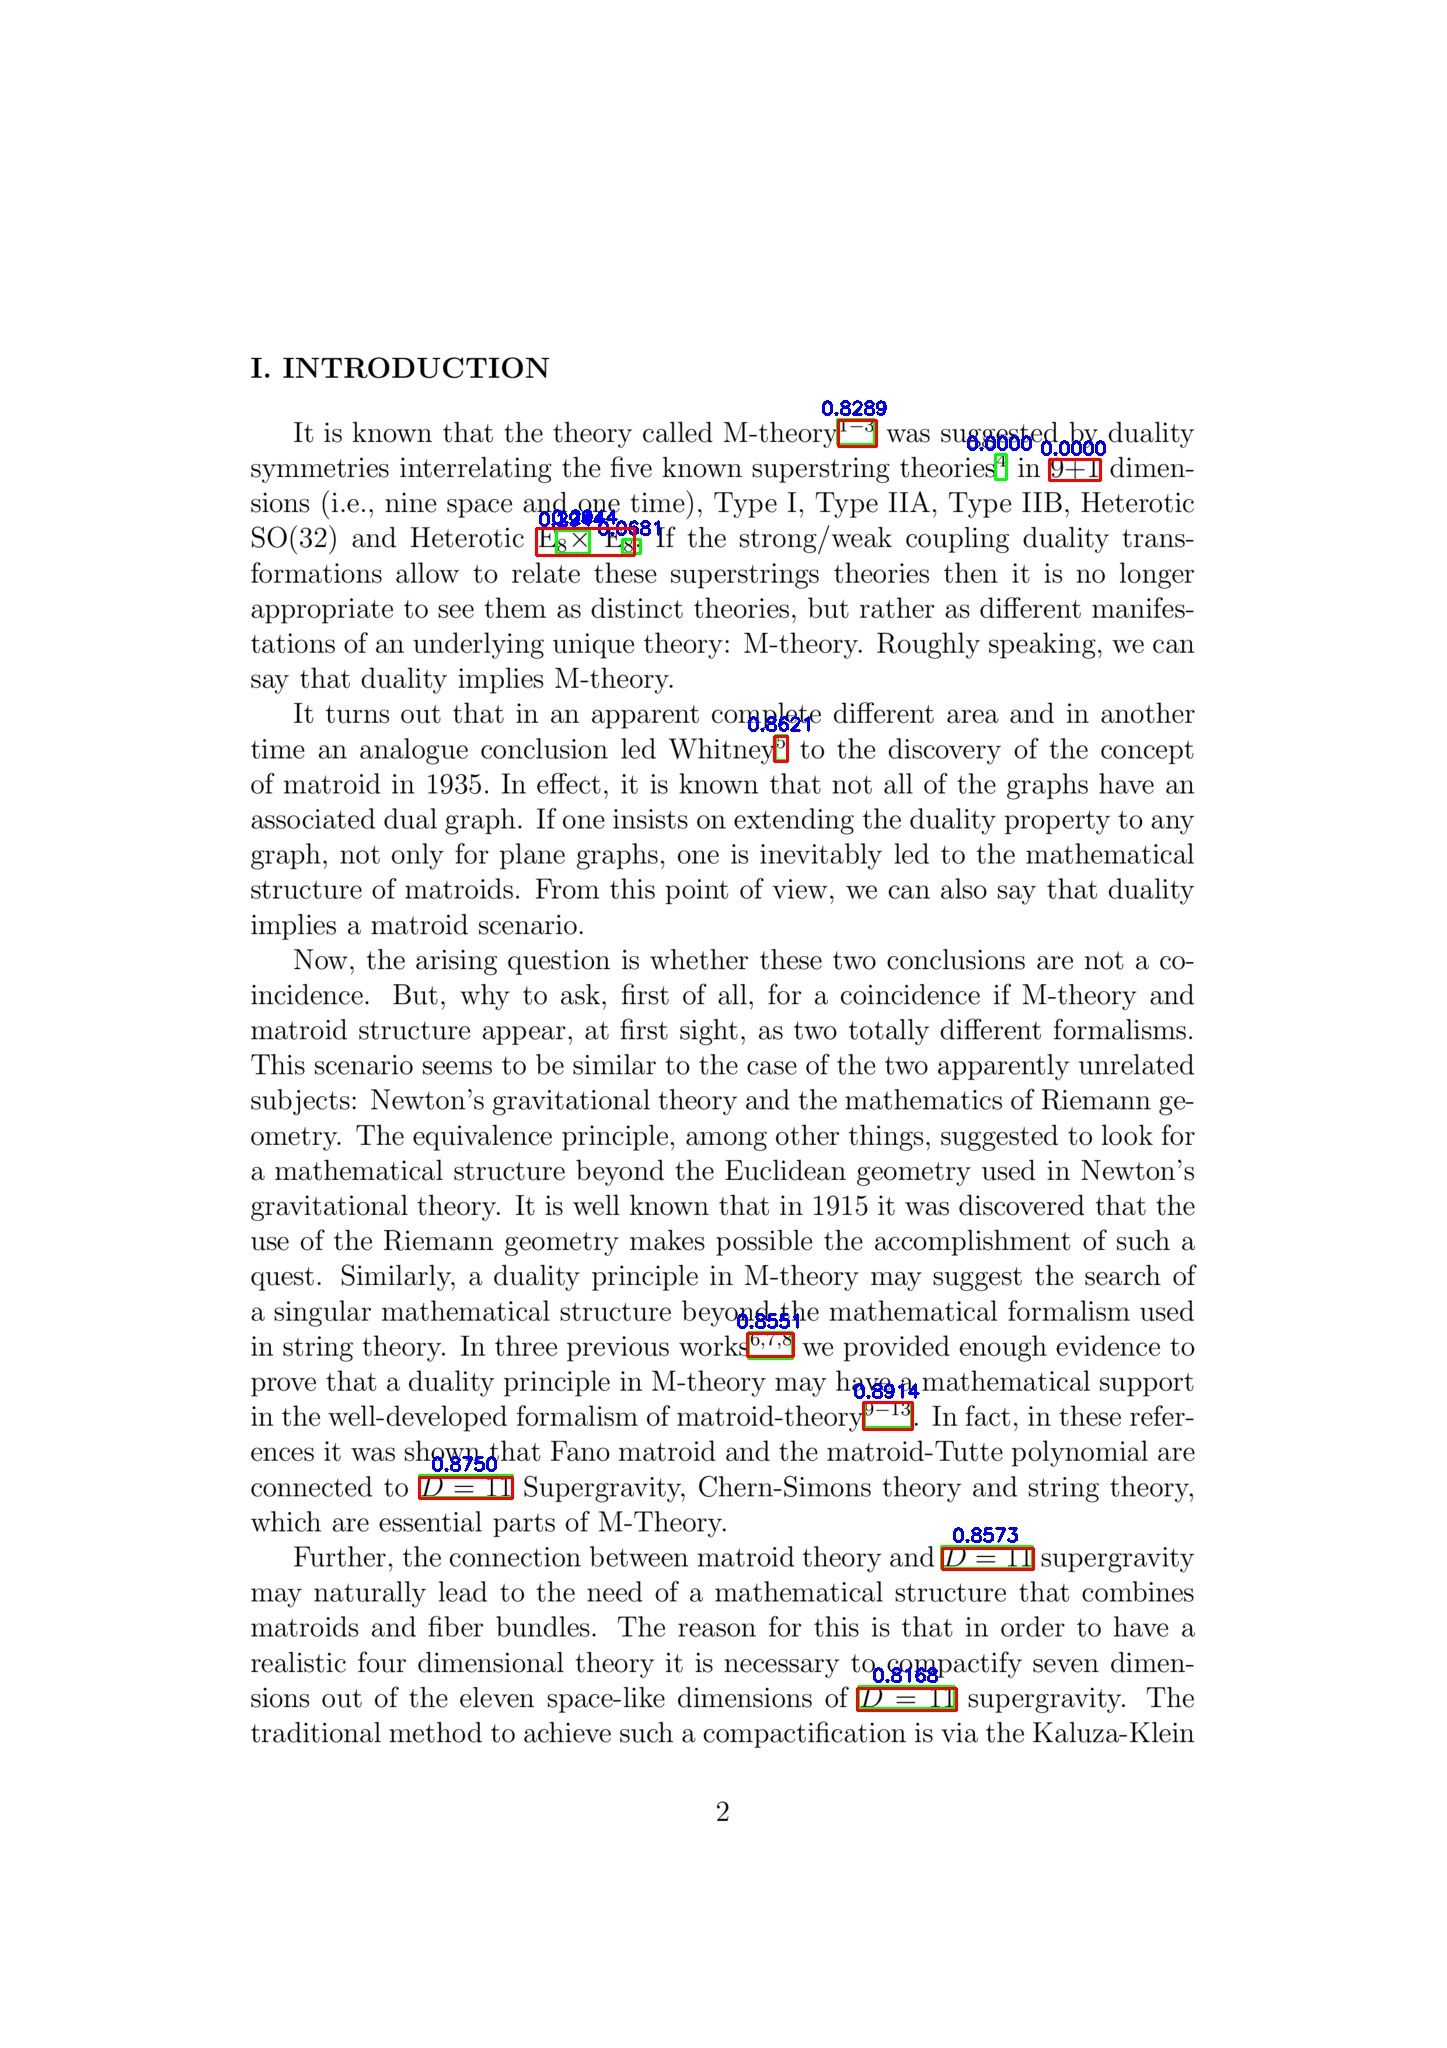 I. INTRODUCTION
0.8289
It is known that the theory called M-theory1−3 was suggested by duality
0.0000 0.0000
symmetries interrelating the five known superstring theories4 in 9+1 dimen-
sions (i.e., nine space and one time), Type I, Type IIA, Type IIB, Heterotic
0.0681
SO(32) and Heterotic E8× E8. If the strong/weak coupling duality trans-
formations allow to relate these superstrings theories then it is no longer
appropriate to see them as distinct theories, but rather as different manifes-
tations of an underlying unique theory: M-theory. Roughly speaking, we can
say that duality implies M-theory.
It turns out that in an apparent complete different area and in another
0.8621
time an analogue conclusion led Whitney5 to the discovery of the concept
of matroid in 1935. In effect, it is known that not all of the graphs have an
associated dual graph. If one insists on extending the duality property to any
graph, not only for plane graphs, one is inevitably led to the mathematical
structure of matroids. From this point of view, we can also say that duality
implies a matroid scenario.
Now, the arising question is whether these two conclusions are not a co-
incidence. But, why to ask, first of all, for a coincidence if M-theory and
matroid structure appear, at first sight, as two totally different formalisms.
This scenario seems to be similar to the case of the two apparently unrelated
subjects: Newton's gravitational theory and the mathematics of Riemann ge-
ometry. The equivalence principle, among other things, suggested to look for
a mathematical structure beyond the Euclidean geometry used in Newton's
gravitational theory. It is well known that in 1915 it was discovered that the
use of the Riemann geometry makes possible the accomplishment of such a
quest. Similarly, a duality principle in M-theory may suggest the search of
a singular mathematical structure beyond the mathematical formalism used
0.8551
in string theory. In three previous works6,7,8 we provided enough evidence to
prove that a duality principle in M-theory may have a mathematical support
0.8914
in the well-developed formalism of matroid-theory9−13. In fact, in these refer-
ences it was shown that Fano matroid and the matroid-Tutte polynomial are
0.8750
connected to D = 11 Supergravity, Chern-Simons theory and string theory,
which are essential parts of M-Theory.
0.8573
Further, the connection between matroid theory and D = 11 supergravity
may naturally lead to the need of a mathematical structure that combines
matroids and fiber bundles. The reason for this is that in order to have a
realistic four dimensional theory it is necessary to compactify seven dimen-
0.8168
sions out of the eleven space-like dimensions of D = 11 supergravity. The
traditional method to achieve such a compactification is via the Kaluza-Klein
2